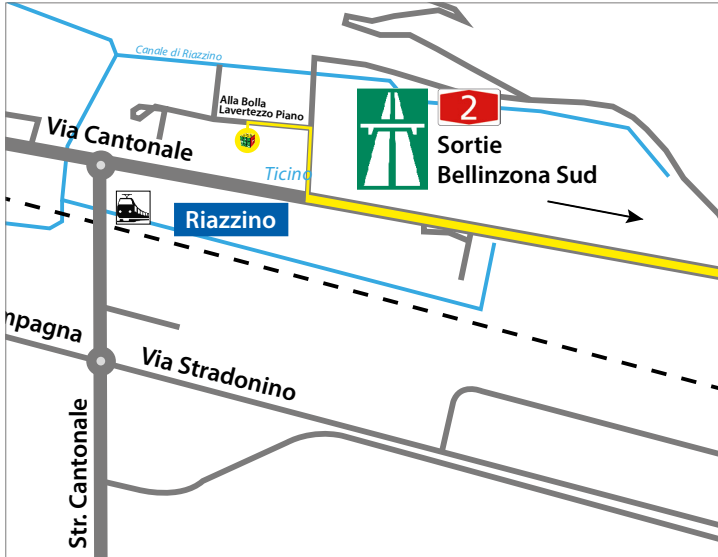 Canale di Riazzino
Alla Bolla
Lavertezzo Piano
2
Sortie
Bellinzona Sud
Via Cantonale
Ticino
Riazzino
mpagna
Via Stradonino
Str. Cantonale